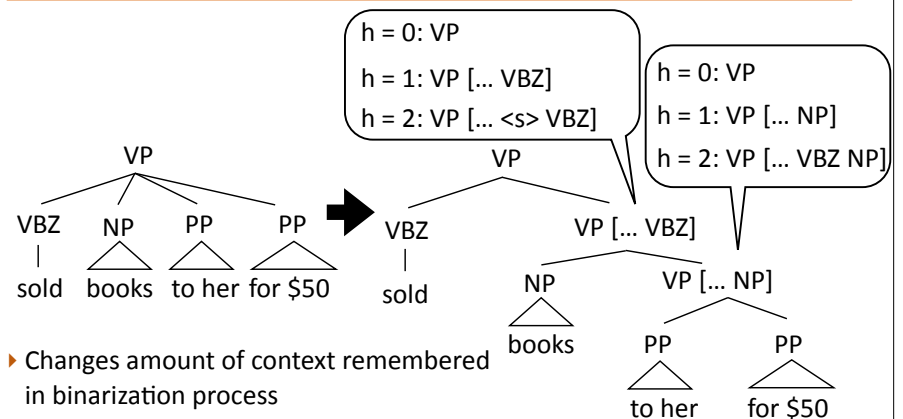 h = 0: VP
h = 1: VP [... VBZ]
h = 2: VP [... <s> VBZ]
h = 0: VP
h = 1: VP [... NP]
h = 2: VP [... VBZ NP]
VP
VBZ NP PP PP
sold books to her for $50
VP
VBZ VP [... VBZ]
sold
NP VP [... NP]
books
PP PP
to her for $50
Changes amount of context remembered
in binarization process